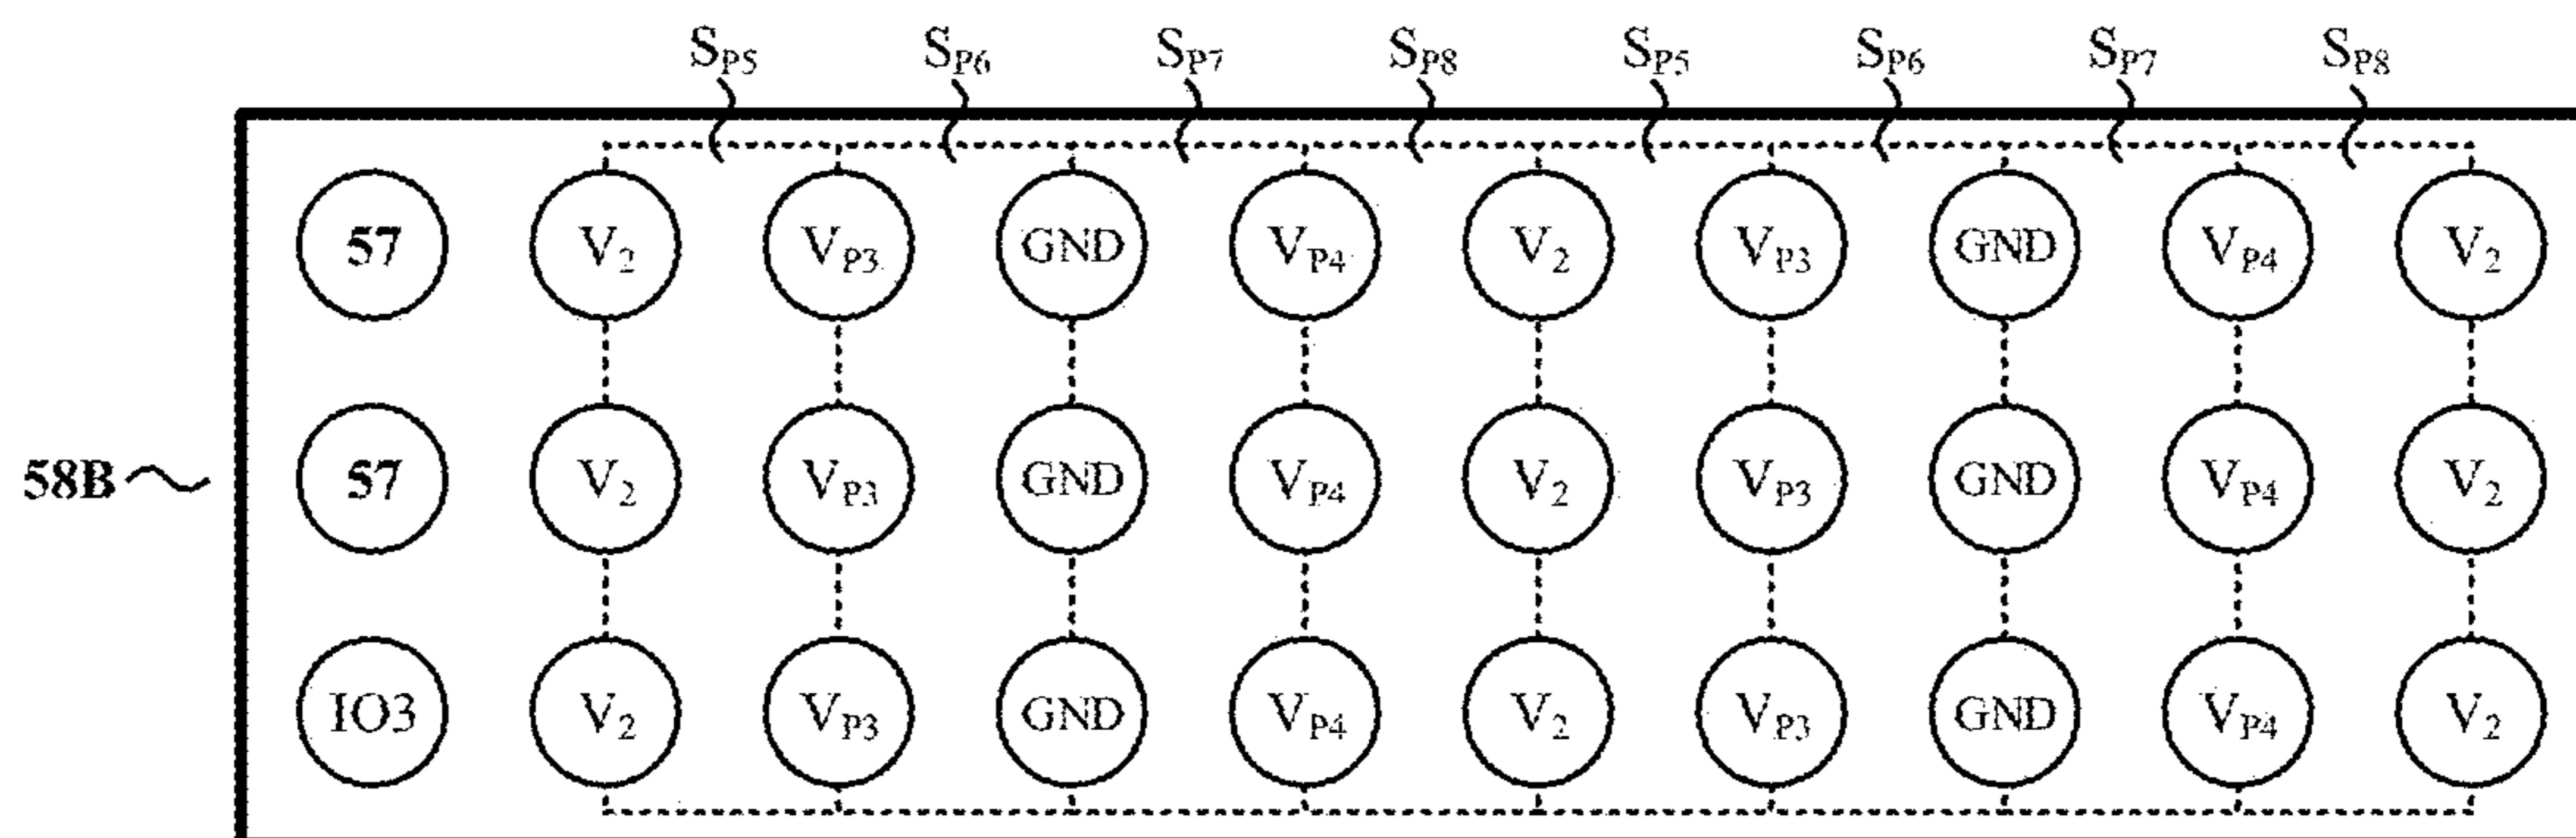 SP5 SP6 SP7 SP8 SP5 SP6 SP7 SP8
57 V2 VP3 GND VP4 V2 VP3 GND VP4 V2
58B 57 V2 VP3 GND VP4 V2 VP3 GND VP4 V2
IO3 V2 VP3 GND VP4 V2 VP3 GND VP4 V2